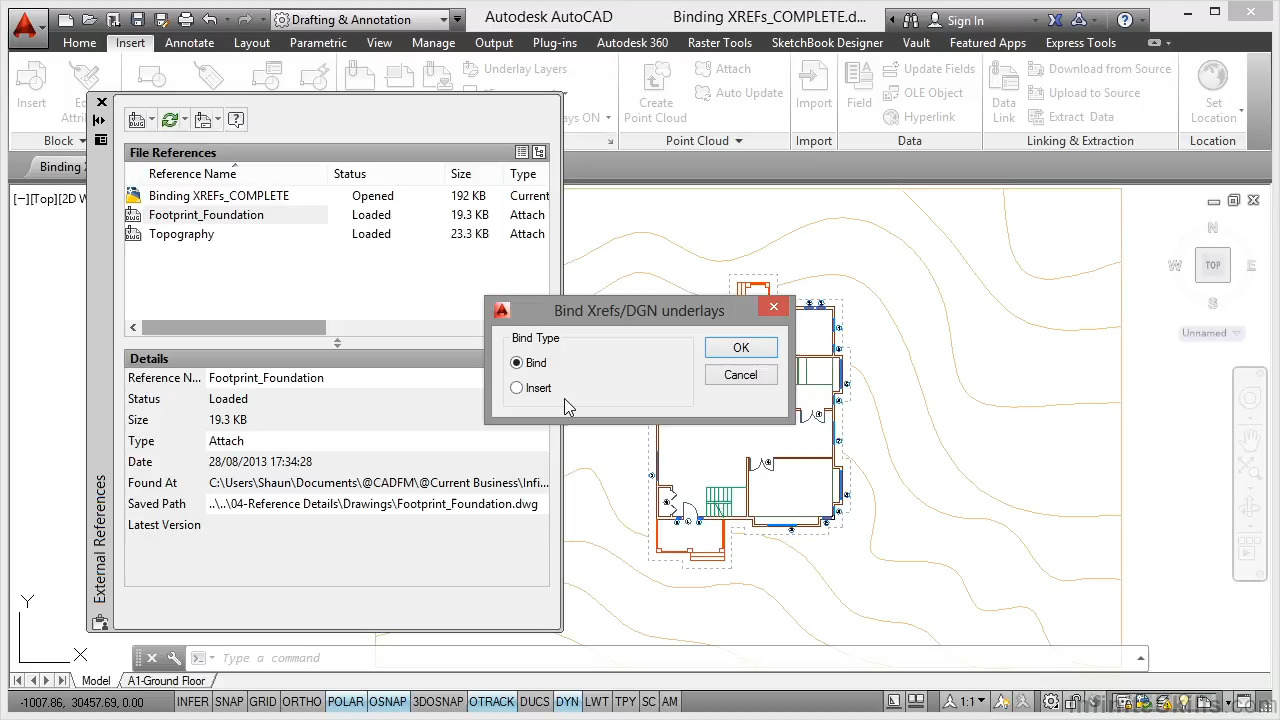 Drafting & Annotation
Autodesk AutoCAD
Binding XREFs_COMPLETE.d...
Sign In
Home
Insert
Annotate
Layout
Parametric
View
Manage
Output
Plug-ins
Autodesk 360
Raster Tools
SketchBook Designer
Vault
Featured Apps
Express Tools
Underlay Layers
Attach
Update Fields
Download from Source
Insert
Create
Point Cloud
Auto Update
Import
Field
OLE Object
Data
Link
Upload to Source
Set
Location
Hyperlink
Extract Data
Block
Point Cloud
Import
Data
Linking & Extraction
Location
Binding
File References
Reference Name
Status
Size
Type
Binding XREFs_COMPLETE
Opened
192 KB
Current
Footprint_Foundation
Loaded
19.3 KB
Attach
Topography
Loaded
23.3 KB
Attach
[−][Top][2D W
N
W
TOP
E
S
Unnamed
Bind Xrefs/DGN underlays
Bind Type
Bind
Insert
OK
Cancel
Details
Reference N... Footprint_Foundation
Status Loaded
Size 19.3 KB
Type Attach
Date 28/08/2013 17:34:28
Found At C:\Users\Shaun\Documents\@CADFM\@Current Business\Infi...
Saved Path ..\..\04-Reference Details\Drawings\Footprint_Foundation.dwg
Latest Version
External References
Y
X
Type a command
Model
A1-Ground Floor
-1007.86, 30457.69, 0.00
INFER SNAP GRID ORTHO POLAR OSNAP 3DOSNAP OTRACK DUCS DYN LWT TPY SC AM
1:1
InfiniteSkills.com